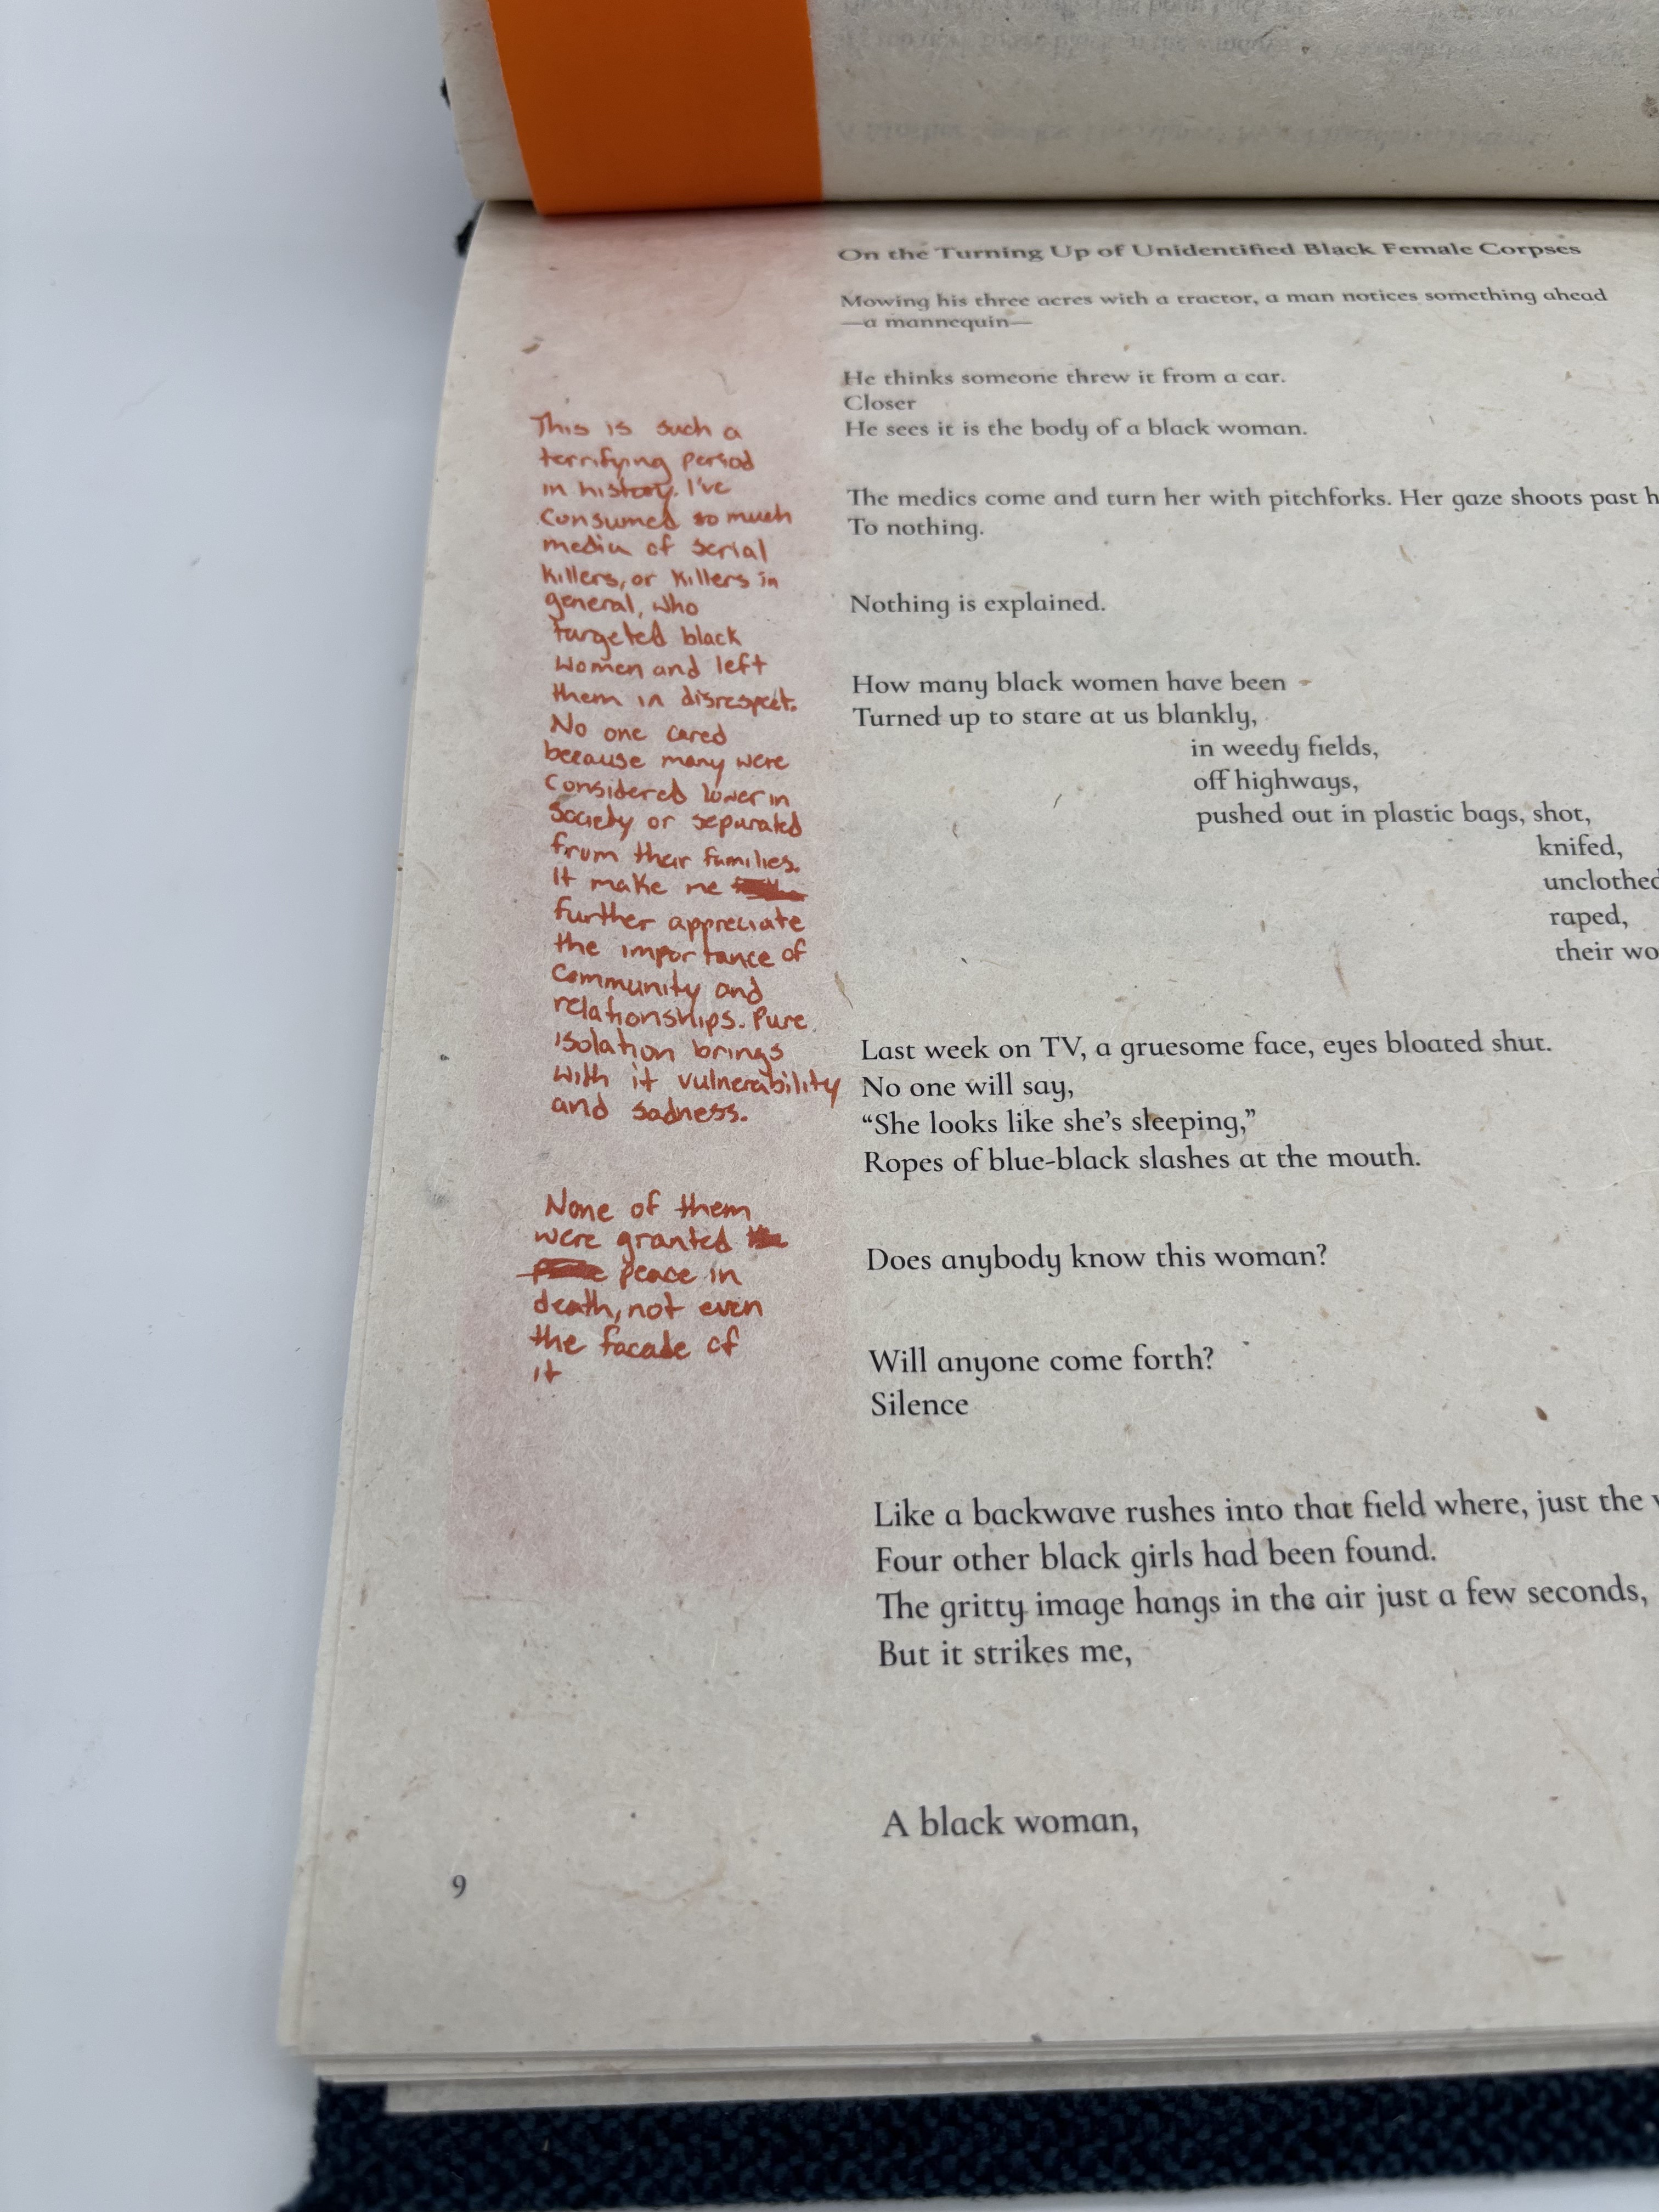 On the Turning Up of Unidentified Black Female Corpses
Mowing his three acres with a tractor, a man notices something ahead
—a mannequin—
He thinks someone threw it from a car.
Closer
He sees it is the body of a black woman.
The medics come and turn her with pitchforks. Her gaze shoots past h
To nothing.
Nothing is explained.
How many black women have been
Turned up to stare at us blankly,
in weedy fields,
off highways,
pushed out in plastic bags, shot,
knifed,
unclothed
raped,
their wo
Last week on TV, a gruesome face, eyes bloated shut.
No one will say,
“She looks like she’s sleeping,”
Ropes of blue-black slashes at the mouth.
Does anybody know this woman?
Will anyone come forth?
Silence
Like a backwave rushes into that field where, just the
Four other black girls had been found.
The gritty image hangs in the air just a few seconds,
But it strikes me,
A black woman,
9
This is such a
terrifying period
in history. I've
consumed so much
media of serial
killers, or killers in
general, who
targeted black
women and left
them in disrespect.
No one cared
because many were
considered lower in
society or separated
from their families.
It make me
further appreciate
the importance of
community and
relationships. Pure
isolation brings
with it vulnerability
and sadness.
None of them
were granted
peace in
death, not even
the facade of
it